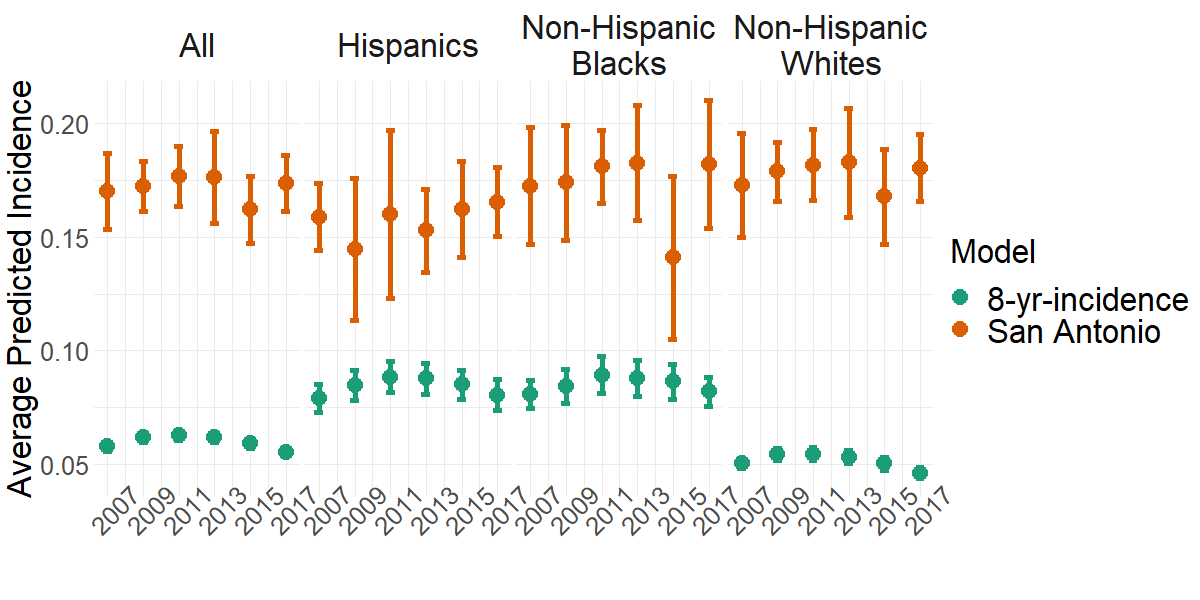 All
Hispanics
Non-Hispanic
Blacks
Non-Hispanic
Whites
Average Predicted Incidence
0.20
0.15
0.10
0.05
2007
2009
2011
2013
2015
2017
2007
2009
2011
2013
2015
2017
2007
2009
2011
2013
2015
2017
2007
2009
2011
2013
2015
2017
Model
8-yr-incidence
San Antonio